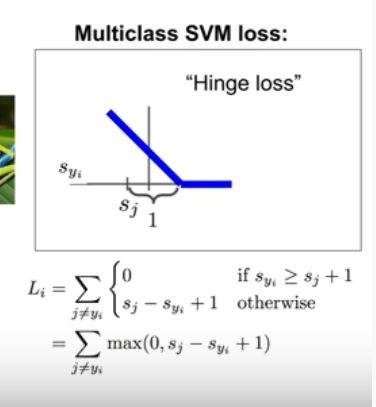 Multiclass SVM loss:
“Hinge loss”
s_{y_i}
s_j
1
L_i = \sum_{j \neq y_i} \begin{cases} 0 & \text{if } s_{y_i} \geq s_j + 1 \\ s_j - s_{y_i} + 1 & \text{otherwise} \end{cases}
= \sum_{j \neq y_i} \max(0, s_j - s_{y_i} + 1)